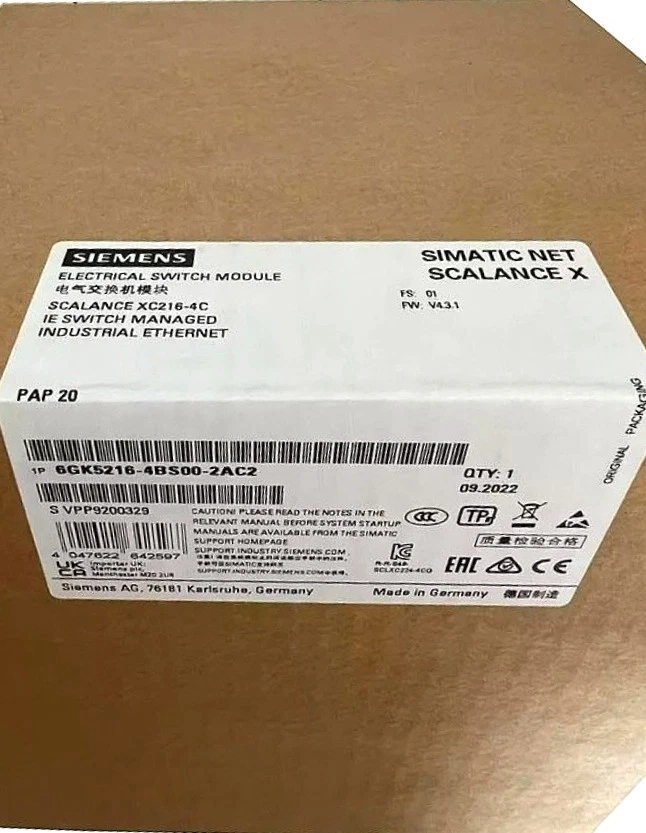 SIEMENS
SIMATIC NET
SCALANCE X
ELECTRICAL SWITCH MODULE
电气交换机模块
SCALANCE XC216-4C
IE SWITCH MANAGED
INDUSTRIAL ETHERNET
FS: 01
FW: V4.3.1
PAP 20
ORIGINAL PACKAGING
1P 6GK5216-4BS00-2AC2
QTY: 1
09.2022
S VPP9200329
CAUTION! PLEASE READ THE NOTES IN THE
RELEVANT MANUAL BEFORE SYSTEM STARTUP.
MANUALS ARE AVAILABLE FROM THE SIMATIC
SUPPORT HOMEPAGE
SUPPORT.INDUSTRY.SIEMENS.COM
SUPPORT.INDUSTRY.SIEMENS.COM
CCC
TP
质量检验合格
4 047622 642597
UK
CA
Importer UK:
Siemens plc,
Manchester M20 2UR
EAC
CE
Siemens AG, 76181 Karlsruhe, Germany
Made in Germany 德国制造